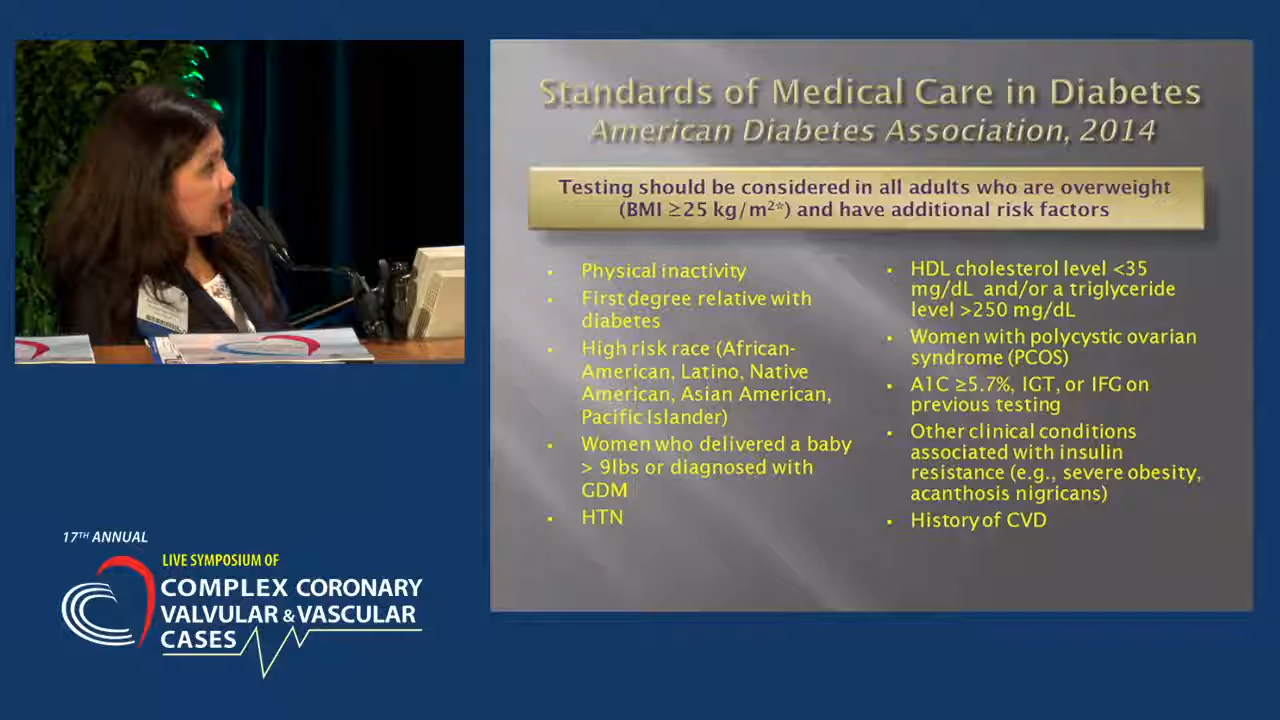 Standards of Medical Care in Diabetes
American Diabetes Association, 2014
Testing should be considered in all adults who are overweight
(BMI ≥25 kg/m²*) and have additional risk factors
▪ Physical inactivity
▪ First degree relative with
diabetes
▪ High risk race (African-
American, Latino, Native
American, Asian American,
Pacific Islander)
▪ Women who delivered a baby
> 9lbs or diagnosed with
GDM
▪ HTN
▪ HDL cholesterol level <35
mg/dL and/or a triglyceride
level >250 mg/dL
▪ Women with polycystic ovarian
syndrome (PCOS)
▪ A1C ≥5.7%, IGT, or IFG on
previous testing
▪ Other clinical conditions
associated with insulin
resistance (e.g., severe obesity,
acanthosis nigricans)
▪ History of CVD
17TH ANNUAL
LIVE SYMPOSIUM OF
COMPLEX CORONARY
VALVULAR & VASCULAR
CASES